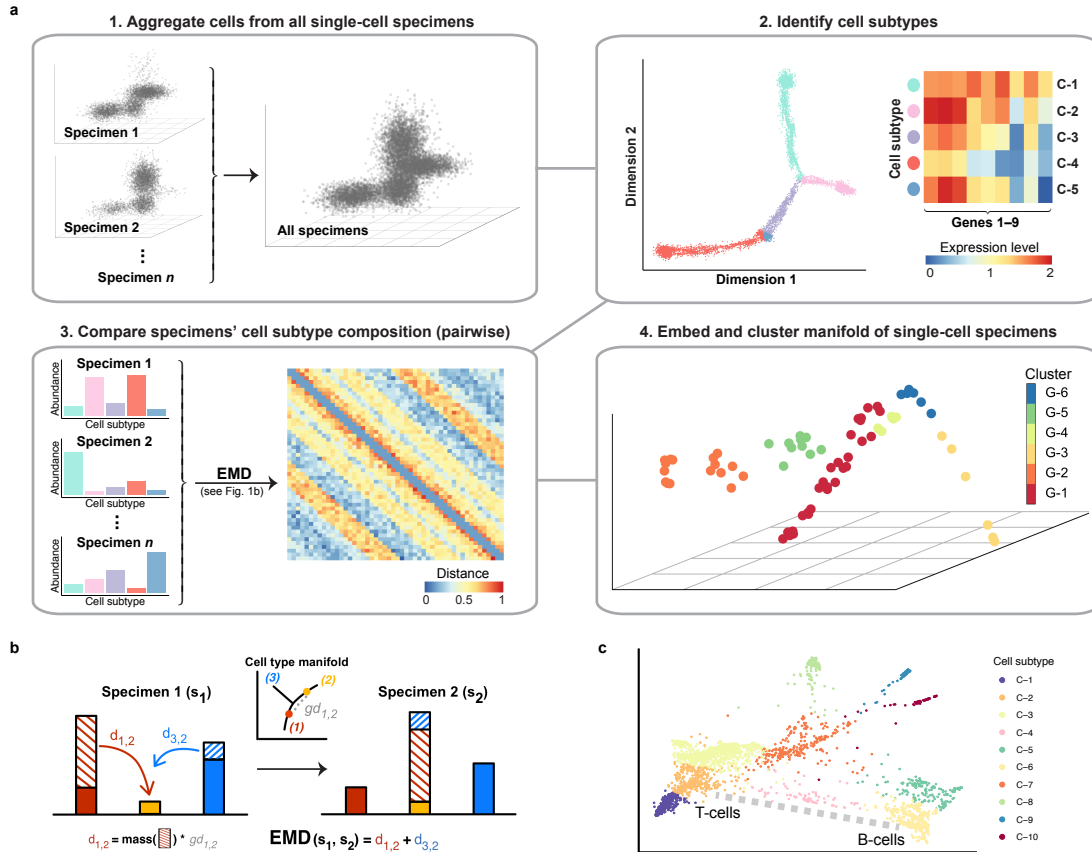 a
1. Aggregate cells from all single-cell specimens
Specimen 1
Specimen 2
⋮
Specimen n
All specimens
2. Identify cell subtypes
Dimension 2
Dimension 1
Cell subtype
C-1
C-2
C-3
C-4
C-5
Genes 1–9
Expression level
0 1 2
3. Compare specimens' cell subtype composition (pairwise)
Specimen 1
Abundance
Cell subtype
Specimen 2
Abundance
Cell subtype
⋮
Specimen n
Abundance
Cell subtype
EMD
(see Fig. 1b)
Distance
0 0.5 1
4. Embed and cluster manifold of single-cell specimens
Cluster
G-6
G-5
G-4
G-3
G-2
G-1
b
Specimen 1 (s1)
d1,2
d3,2
Cell type manifold
(3)
(2)
gd1,2
(1)
Specimen 2 (s2)
d1,2 = mass( ) * gd1,2
EMD (s1, s2) = d1,2 + d3,2
c
T-cells
B-cells
Cell subtype
C–1
C–2
C–3
C–4
C–5
C–6
C–7
C–8
C–9
C–10